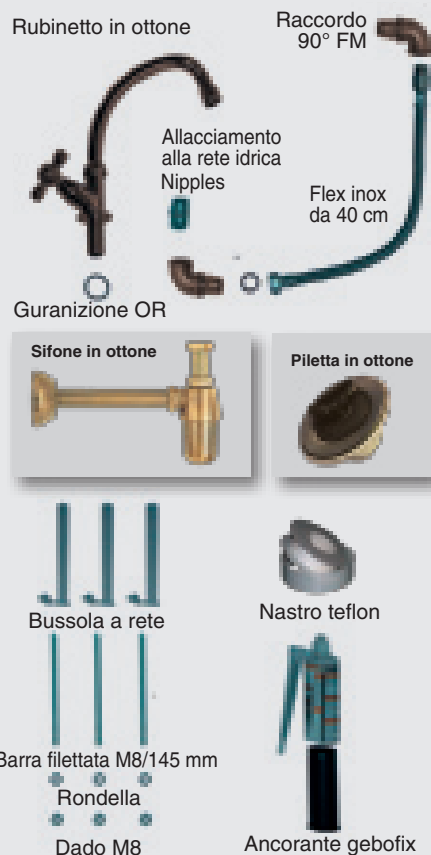 Rubinetto in ottone
Raccordo
90° FM
Allacciamento
alla rete idrica
Nipples
Flex inox
da 40 cm
Guranizione OR
Sifone in ottone
Piletta in ottone
Bussola a rete
Nastro teflon
Barra filettata M8/145 mm
Rondella
Dado M8
Ancorante gebofix